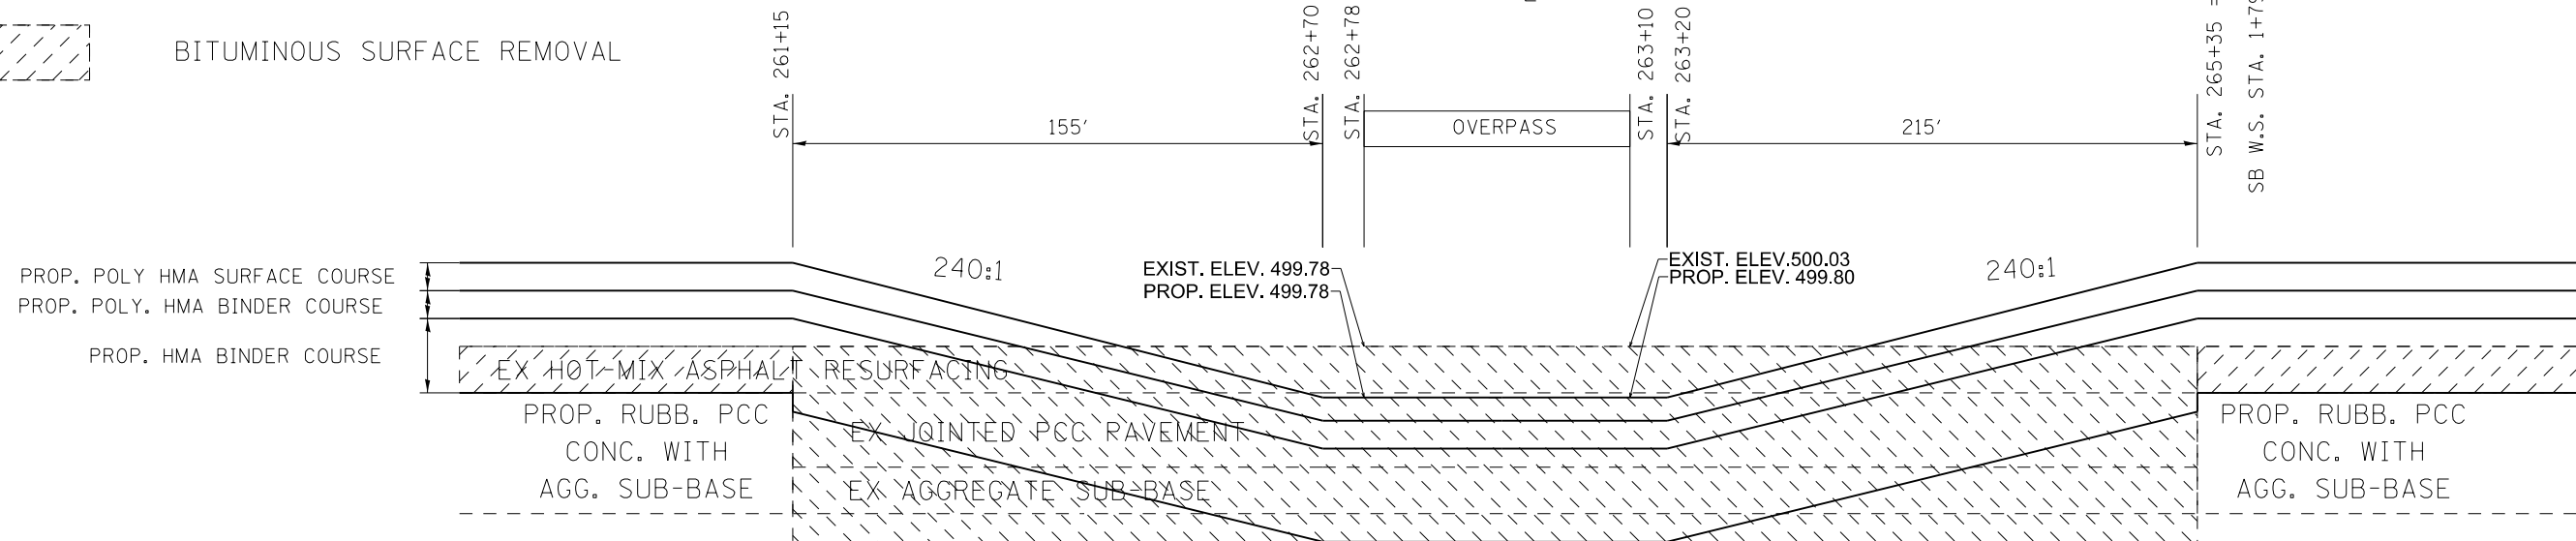 BITUMINOUS SURFACE REMOVAL
STA. 261+15
STA. 262+70
STA. 262+78
STA. 263+10
STA. 263+20
STA. 265+35 =
SB W.S. STA. 1+79
155'
OVERPASS
215'
240:1
240:1
EXIST. ELEV. 499.78
PROP. ELEV. 499.78
EXIST. ELEV.500.03
PROP. ELEV. 499.80
PROP. POLY HMA SURFACE COURSE
PROP. POLY. HMA BINDER COURSE
PROP. HMA BINDER COURSE
EX HOT-MIX ASPHALT RESURFACING
PROP. RUBB. PCC
CONC. WITH
AGG. SUB-BASE
EX JOINTED PCC PAVEMENT
EX AGGREGATE SUB-BASE
PROP. RUBB. PCC
CONC. WITH
AGG. SUB-BASE